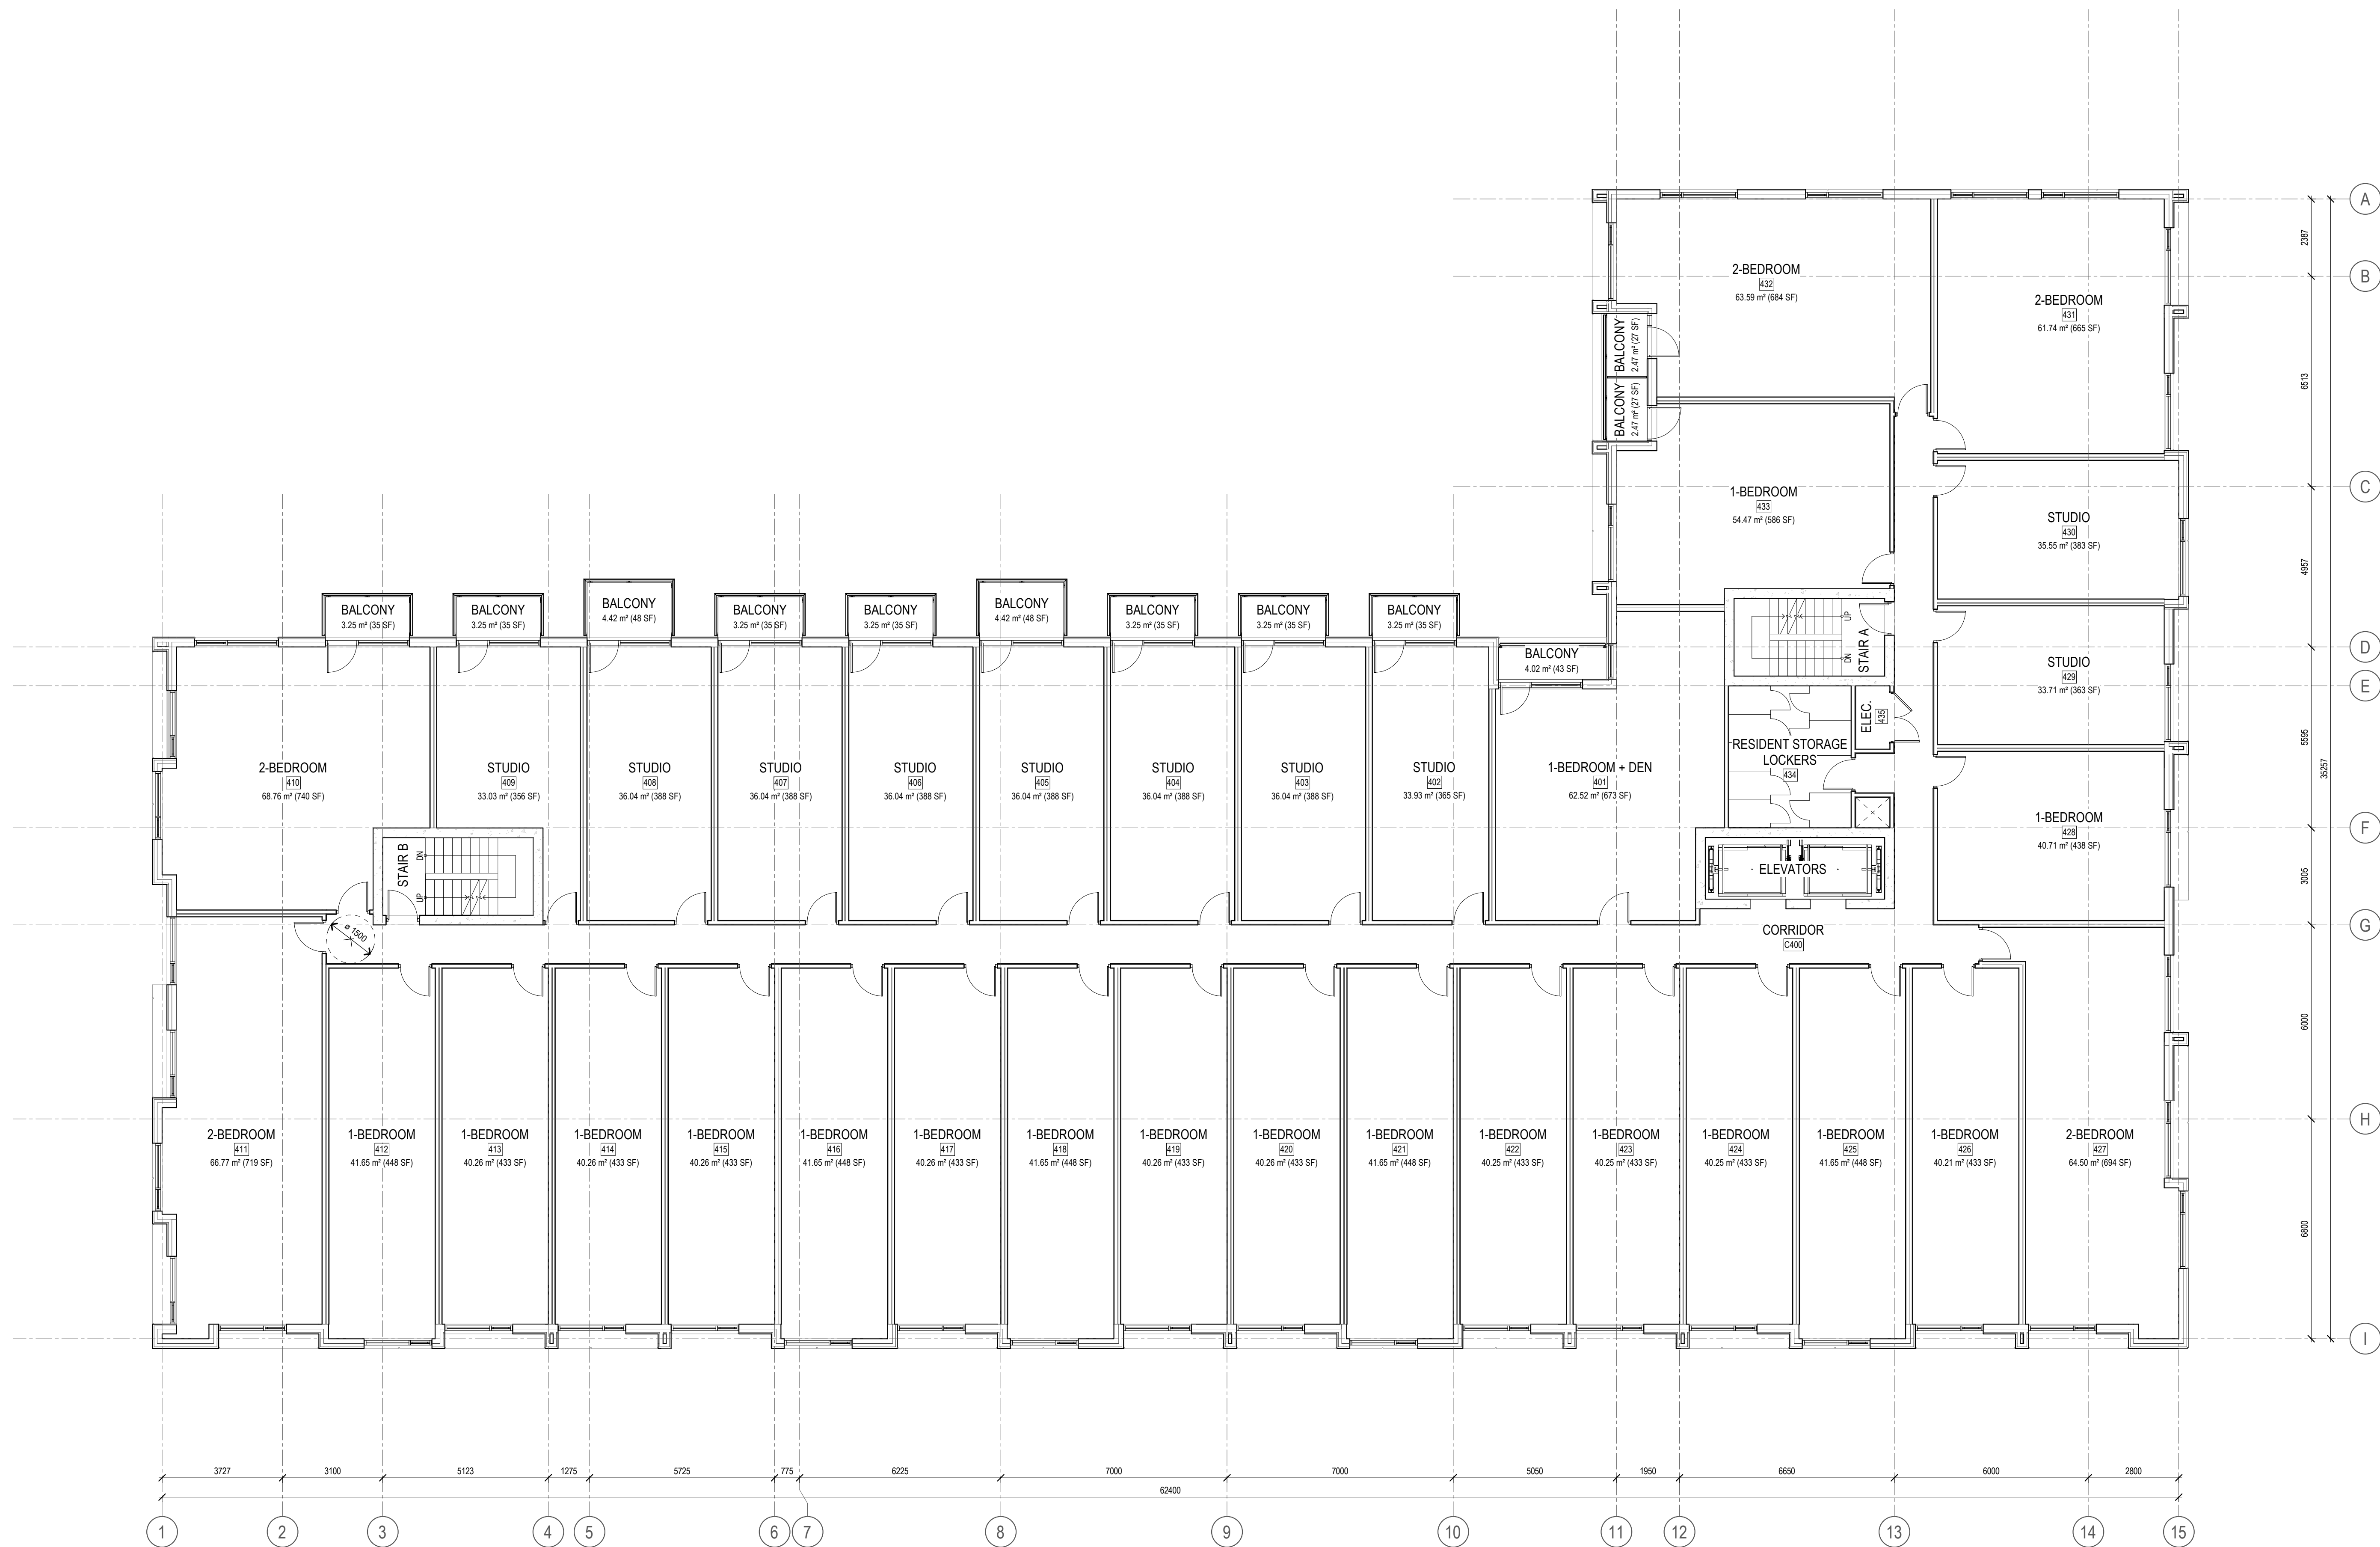 A
B
C
D
E
F
G
H
I
2387
6513
4957
5595
3005
6000
6800
35257
2-BEDROOM
432
63.59 m² (684 SF)
2-BEDROOM
431
61.74 m² (665 SF)
BALCONY
2.47 m² (27 SF)
BALCONY
2.47 m² (27 SF)
1-BEDROOM
433
54.47 m² (586 SF)
STUDIO
430
35.55 m² (383 SF)
STUDIO
429
33.71 m² (363 SF)
1-BEDROOM
428
40.71 m² (438 SF)
STAIR A
UP
DN
ELEC.
435
RESIDENT STORAGE
LOCKERS
434
ELEVATORS
CORRIDOR
C400
BALCONY
3.25 m² (35 SF)
BALCONY
3.25 m² (35 SF)
BALCONY
4.42 m² (48 SF)
BALCONY
3.25 m² (35 SF)
BALCONY
3.25 m² (35 SF)
BALCONY
4.42 m² (48 SF)
BALCONY
3.25 m² (35 SF)
BALCONY
3.25 m² (35 SF)
BALCONY
3.25 m² (35 SF)
BALCONY
4.02 m² (43 SF)
2-BEDROOM
410
68.76 m² (740 SF)
STUDIO
409
33.03 m² (356 SF)
STUDIO
408
36.04 m² (388 SF)
STUDIO
407
36.04 m² (388 SF)
STUDIO
406
36.04 m² (388 SF)
STUDIO
405
36.04 m² (388 SF)
STUDIO
404
36.04 m² (388 SF)
STUDIO
403
36.04 m² (388 SF)
STUDIO
402
33.93 m² (365 SF)
1-BEDROOM + DEN
401
62.52 m² (673 SF)
STAIR B
DN
UP
ø 1500
2-BEDROOM
411
66.77 m² (719 SF)
1-BEDROOM
412
41.65 m² (448 SF)
1-BEDROOM
413
40.26 m² (433 SF)
1-BEDROOM
414
40.26 m² (433 SF)
1-BEDROOM
415
40.26 m² (433 SF)
1-BEDROOM
416
41.65 m² (448 SF)
1-BEDROOM
417
40.26 m² (433 SF)
1-BEDROOM
418
41.65 m² (448 SF)
1-BEDROOM
419
40.26 m² (433 SF)
1-BEDROOM
420
40.26 m² (433 SF)
1-BEDROOM
421
41.65 m² (448 SF)
1-BEDROOM
422
40.25 m² (433 SF)
1-BEDROOM
423
40.25 m² (433 SF)
1-BEDROOM
424
40.25 m² (433 SF)
1-BEDROOM
425
41.65 m² (448 SF)
1-BEDROOM
426
40.21 m² (433 SF)
2-BEDROOM
427
64.50 m² (694 SF)
3727
3100
5123
1275
5725
775
6225
7000
7000
5050
1950
6650
6000
2800
62400
1
2
3
4
5
6
7
8
9
10
11
12
13
14
15